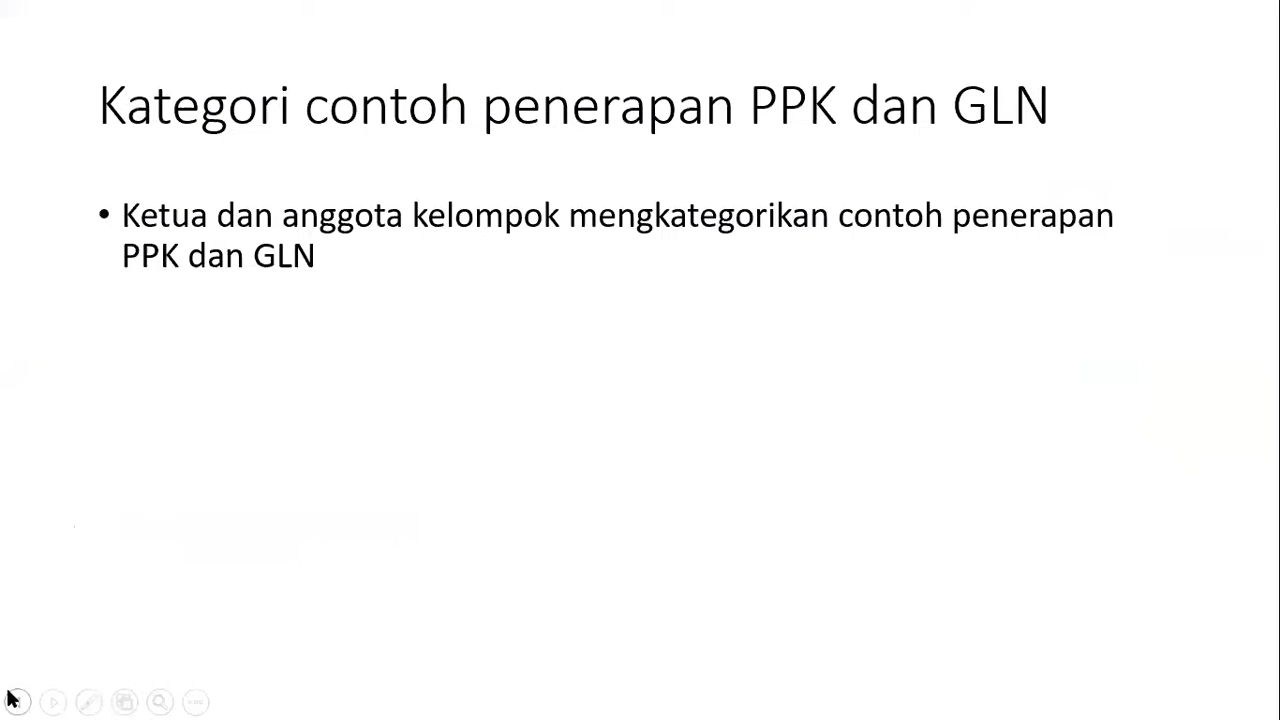 Kategori contoh penerapan PPK dan GLN
• Ketua dan anggota kelompok mengkategorikan contoh penerapan
PPK dan GLN